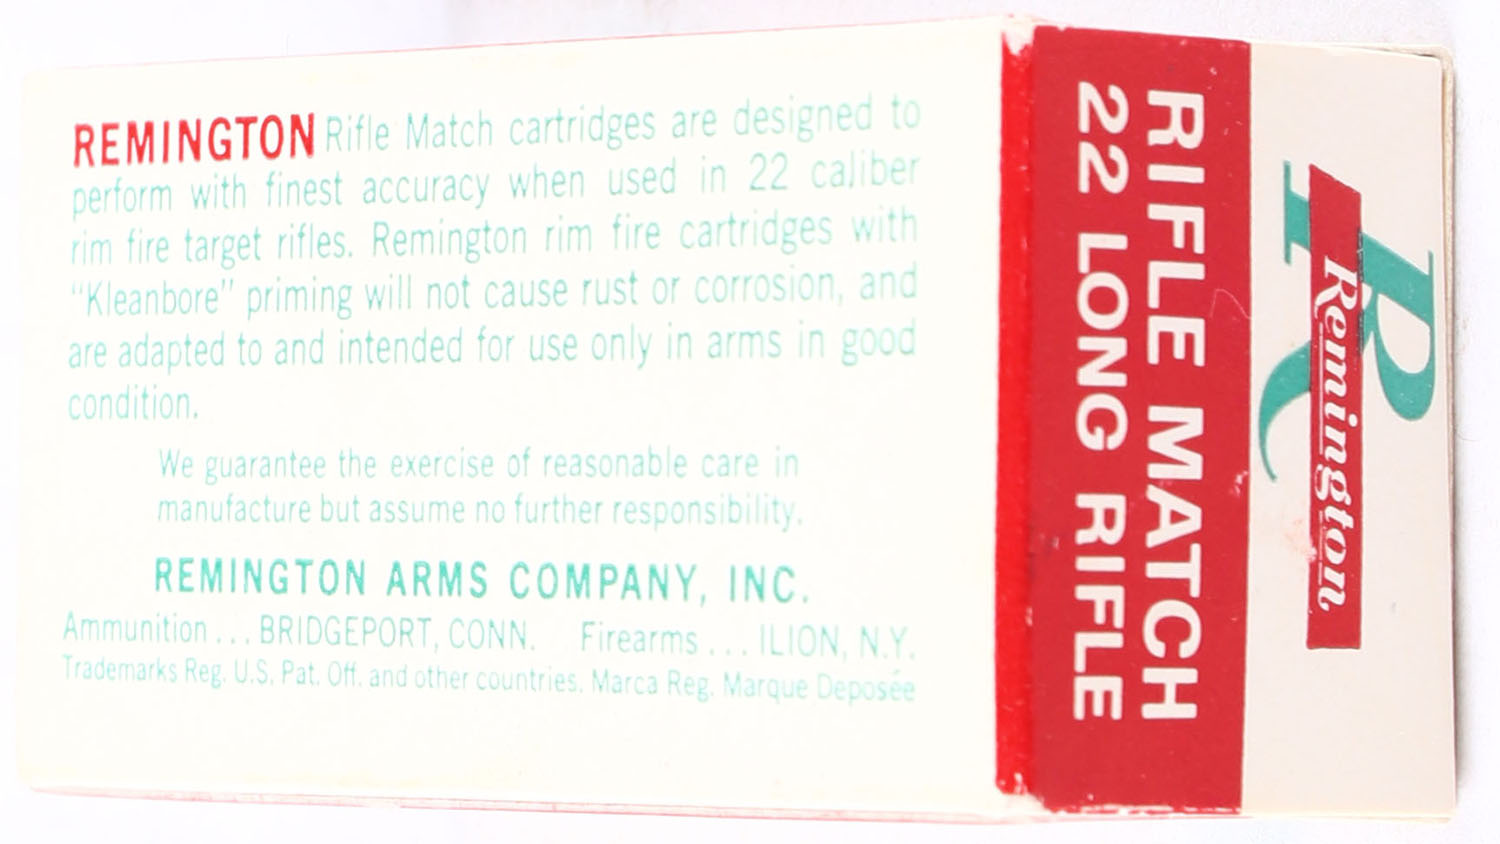 REMINGTON Rifle Match cartridges are designed to
perform with finest accuracy when used in 22 caliber
rim fire target rifles. Remington rim fire cartridges with
"Kleanbore" priming will not cause rust or corrosion, and
are adapted to and intended for use only in arms in good
condition.
We guarantee the exercise of reasonable care in
manufacture but assume no further responsibility.
REMINGTON ARMS COMPANY, INC.
Ammunition ... BRIDGEPORT, CONN. Firearms ... ILION, N.Y.
Trademarks Reg. U.S. Pat. Off. and other countries. Marca Reg. Marque Deposée
R
Remington
RIFLE MATCH
22 LONG RIFLE